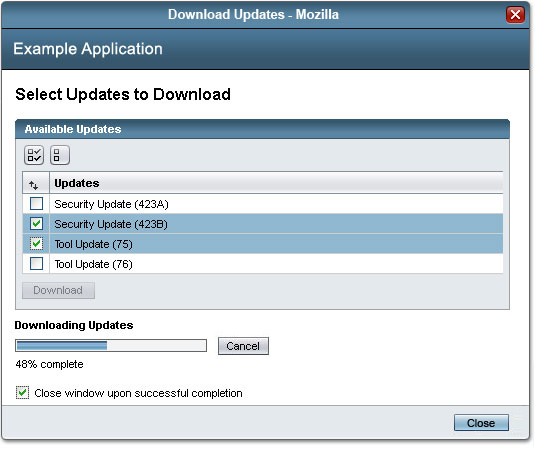 Download Updates - Mozilla
Example Application
Select Updates to Download
Available Updates
Updates
Security Update (423A)
Security Update (423B)
Tool Update (75)
Tool Update (76)
Download
Downloading Updates
Cancel
48% complete
Close window upon successful completion
Close